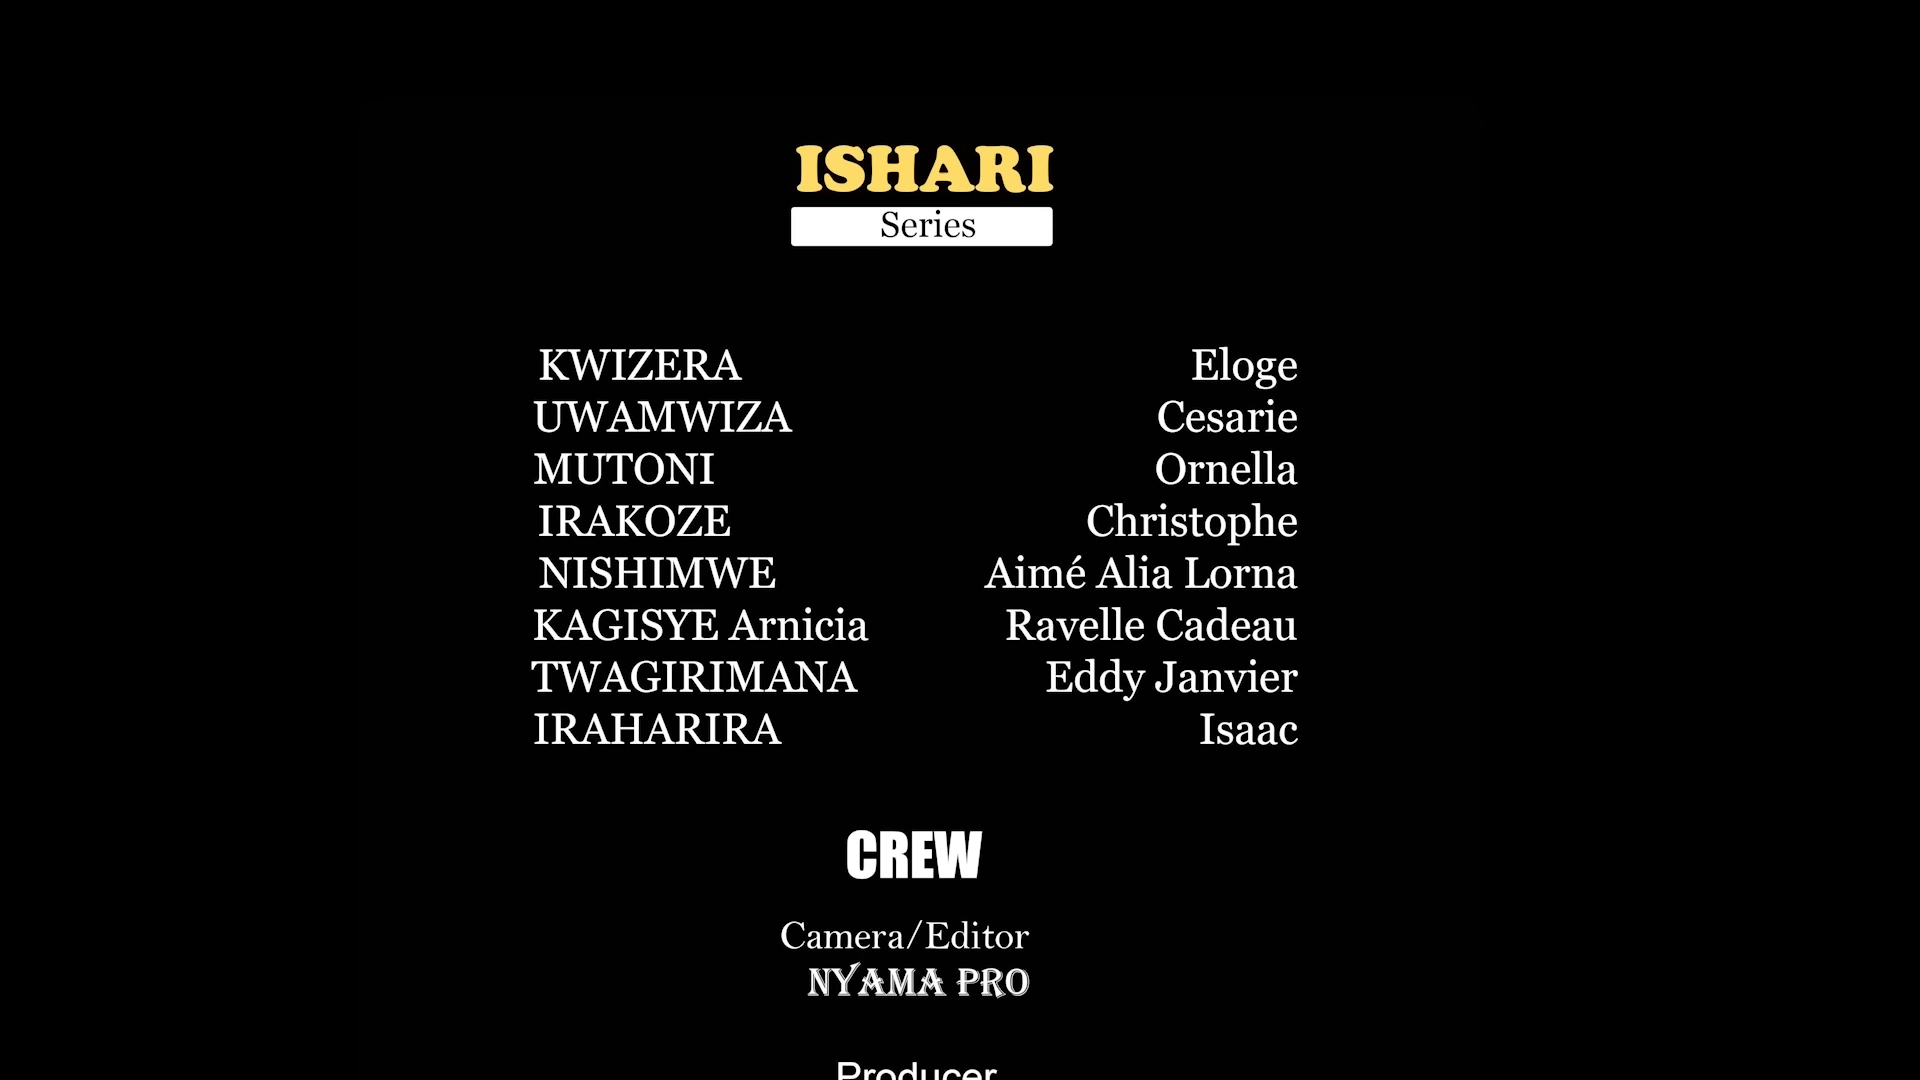 ISHARI
Series
KWIZERA Eloge
UWAMWIZA Cesarie
MUTONI Ornella
IRAKOZE Christophe
NISHIMWE Aimé Alia Lorna
KAGISYE Arnicia Ravelle Cadeau
TWAGIRIMANA Eddy Janvier
IRAHARIRA Isaac
CREW
Camera/Editor
NYAMA PRO
Producer